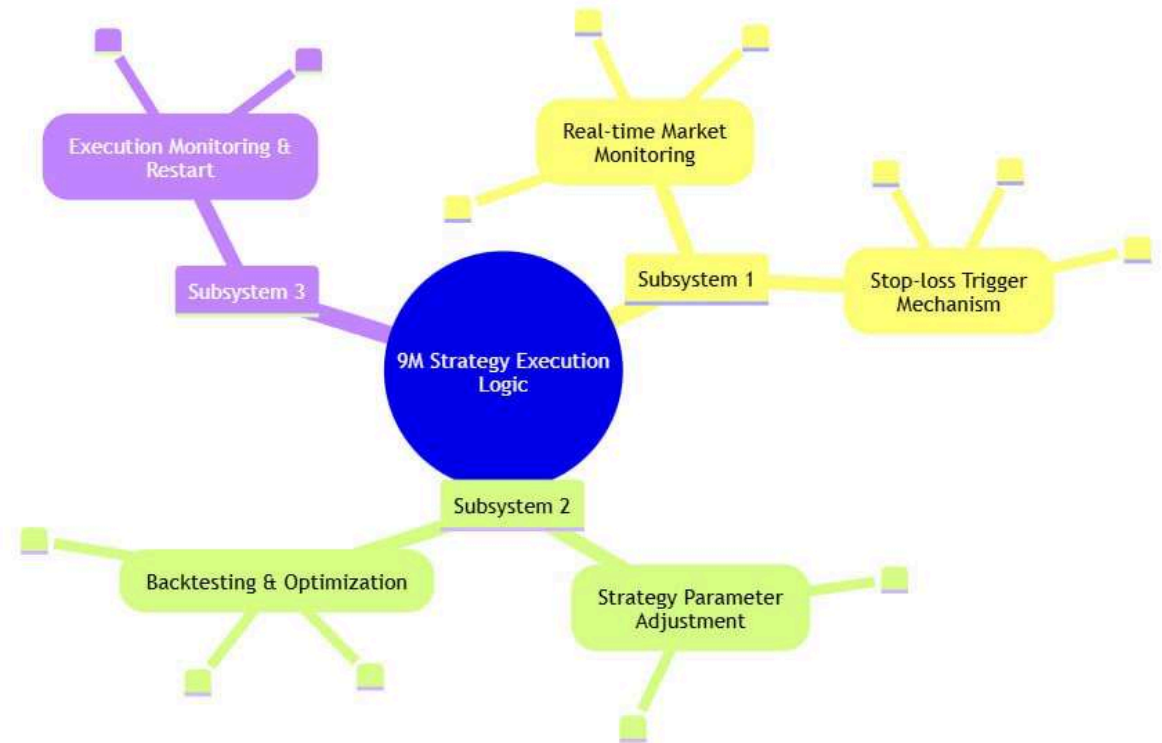 Real-time Market
Monitoring
Execution Monitoring &
Restart
Subsystem 1
Stop-loss Trigger
Mechanism
Subsystem 3
9M Strategy Execution
Logic
Subsystem 2
Backtesting & Optimization
Strategy Parameter
Adjustment